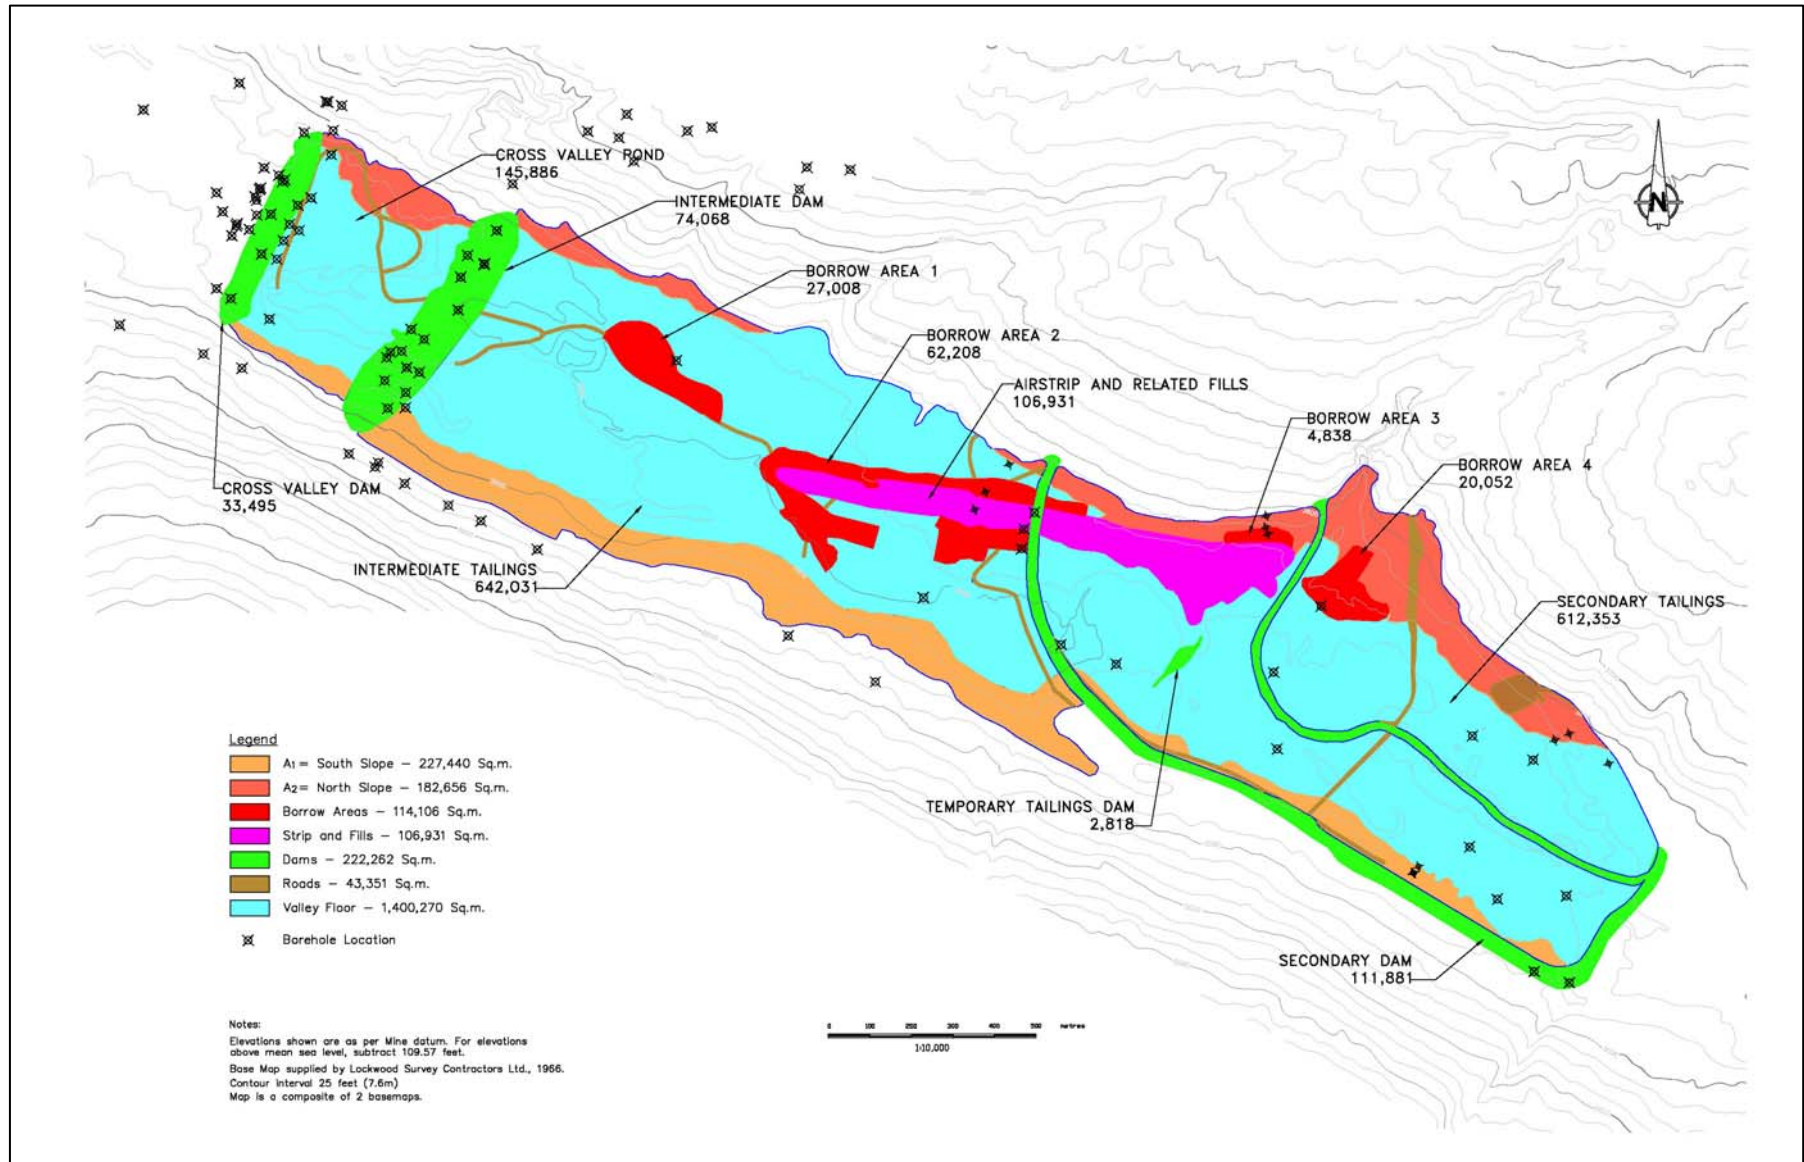 CROSS VALLEY POND
145,886
INTERMEDIATE DAM
74,068
N
BORROW AREA 1
27,008
BORROW AREA 2
62,208
AIRSTRIP AND RELATED FILLS
106,931
BORROW AREA 3
4,838
BORROW AREA 4
20,052
CROSS VALLEY DAM
33,495
INTERMEDIATE TAILINGS
642,031
SECONDARY TAILINGS
612,353
TEMPORARY TAILINGS DAM
2,818
SECONDARY DAM
111,881
Legend
A1= South Slope – 227,440 Sq.m.
A2= North Slope – 182,656 Sq.m.
Borrow Areas – 114,106 Sq.m.
Strip and Fills – 106,931 Sq.m.
Dams – 222,262 Sq.m.
Roads – 43,351 Sq.m.
Valley Floor – 1,400,270 Sq.m.
Borehole Location
Notes:
Elevations shown are as per Mine datum. For elevations
above mean sea level, subtract 109.57 feet.
Base Map supplied by Lockwood Survey Contractors Ltd., 1966.
Contour interval 25 feet (7.6m)
Map is a composite of 2 basemaps.
0 100 200 300 400 500 metres
1:10,000